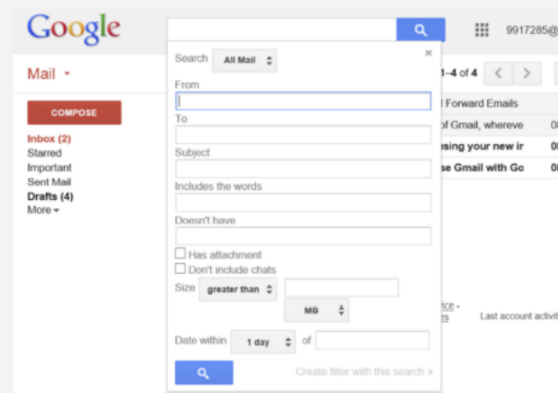 Google
9917285@
Mail
Search All Mail
×
1–4 of 4
From
COMPOSE
Forward Emails
To
of Gmail, whereve
Inbox (2)
Starred
Subject
using your new in
Important
se Gmail with Go
Sent Mail
Includes the words
Drafts (4)
More
Doesn't have
Has attachment
Don't include chats
Size greater than
MB
Last account activit
Date within 1 day of
Create filter with this search »